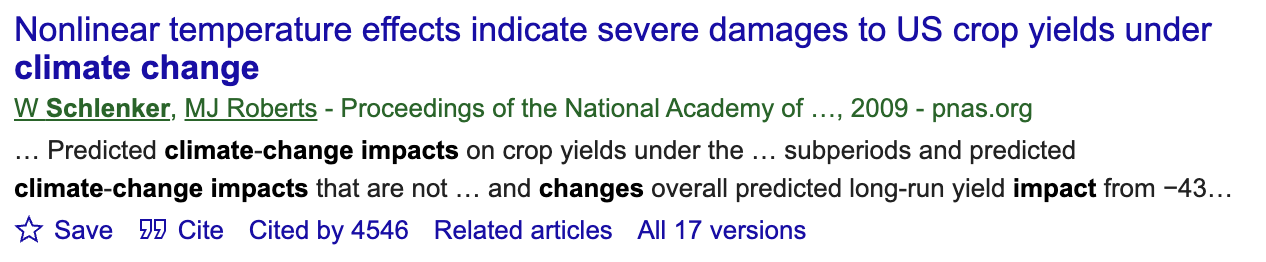 Nonlinear temperature effects indicate severe damages to US crop yields under
climate change
W Schlenker, MJ Roberts - Proceedings of the National Academy of …, 2009 - pnas.org
… Predicted climate-change impacts on crop yields under the … subperiods and predicted
climate-change impacts that are not … and changes overall predicted long-run yield impact from −43…
Save Cite Cited by 4546 Related articles All 17 versions